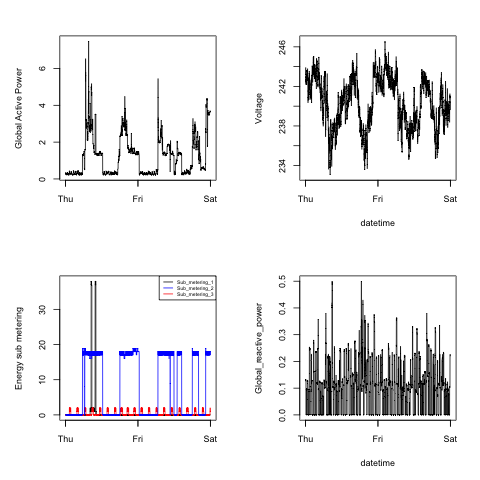 Global Active Power
6
4
2
0
Thu
Fri
Sat
Voltage
246
242
238
234
Thu
Fri
Sat
datetime
Energy sub metering
30
20
10
0
Sub_metering_1
Sub_metering_2
Sub_metering_3
Thu
Fri
Sat
Global_reactive_power
0.5
0.4
0.3
0.2
0.1
0.0
Thu
Fri
Sat
datetime